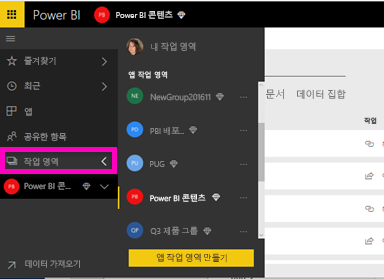 Power BI
PB Power BI 콘텐츠
즐겨찾기
최근
앱
공유한 항목
작업 영역
PB Power BI 콘...
데이터 가져오기
내 작업 영역
앱 작업 영역
NE NewGroup201611 ...
PB PBI 배포... ...
PU PUG ...
PB Power BI 콘텐츠 ...
QP Q3 제품 그룹 ...
앱 작업 영역 만들기
문서 데이터 집합
작업